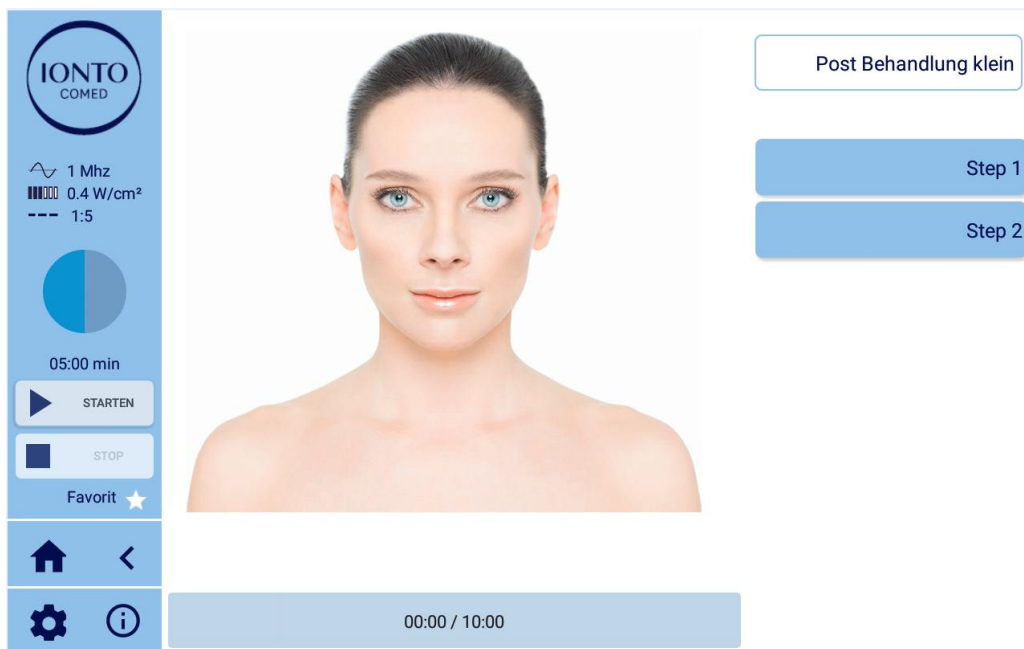 IONTO
COMED
1 Mhz
0.4 W/cm²
1:5
05:00 min
STARTEN
STOP
Favorit
Post Behandlung klein
Step 1
Step 2
00:00 / 10:00